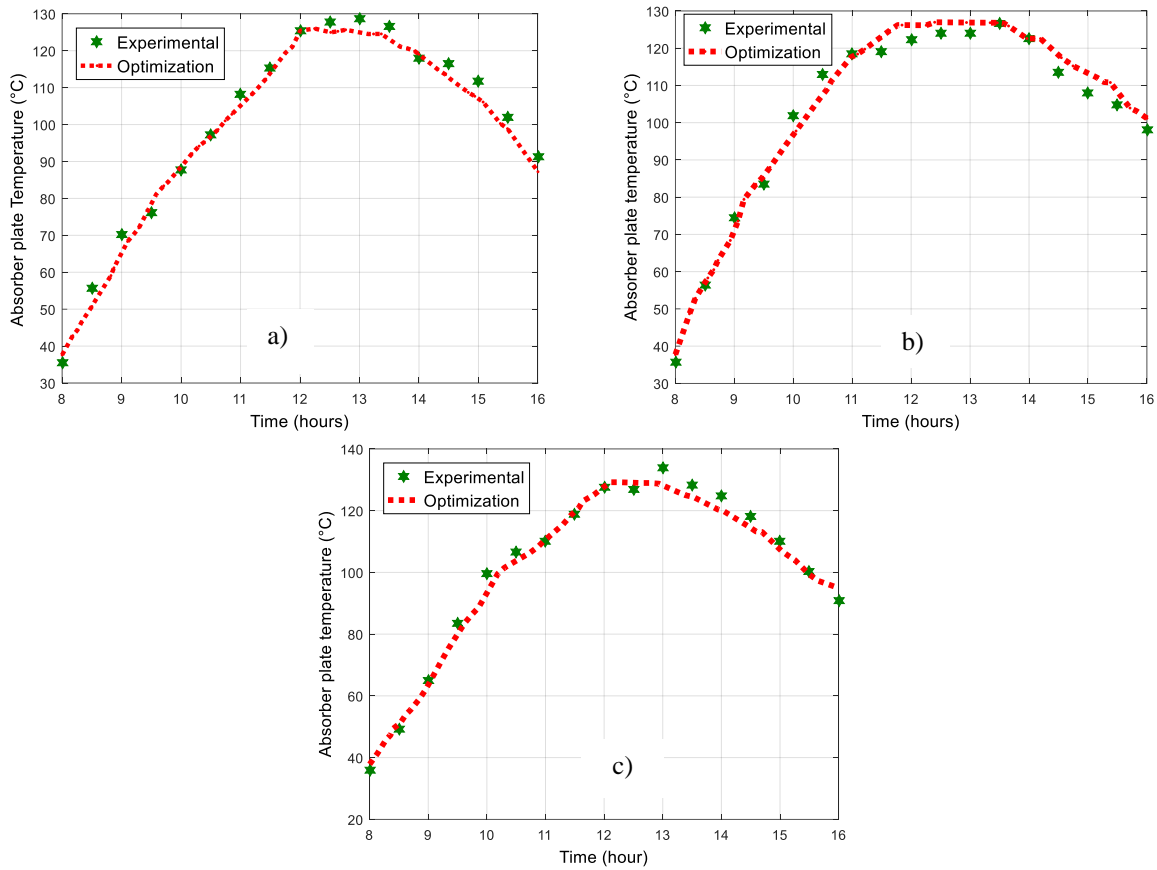 130
120
110
100
90
80
70
60
50
40
30
Absorber plate Temperature (°C)
Experimental
Optimization
a)
8 9 10 11 12 13 14 15 16
Time (hours)
130
120
110
100
90
80
70
60
50
40
30
Absorber plate temperature (°C)
Experimental
Optimization
b)
8 9 10 11 12 13 14 15 16
Time (hours)
140
120
100
80
60
40
20
Absorber plate temperature (°C)
Experimental
Optimization
c)
8 9 10 11 12 13 14 15 16
Time (hour)